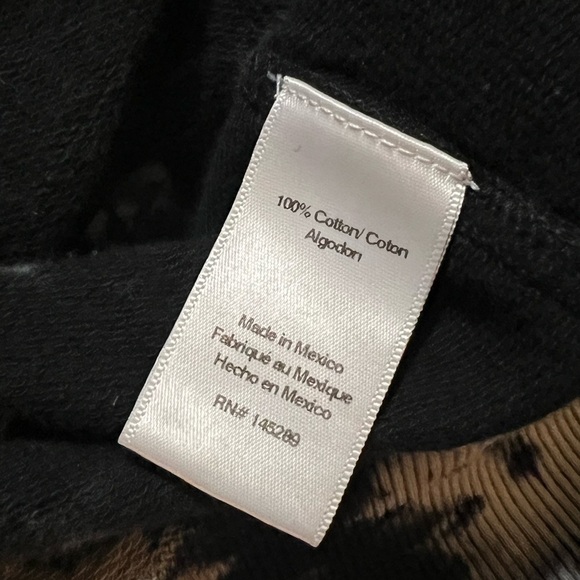 100% Cotton/ Coton
Algodon
Made in Mexico
Fabriqué au Mexique
Hecho en Mexico
RN# 145289